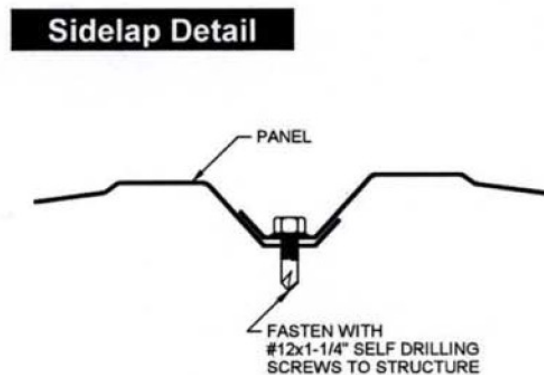 Sidelap Detail
PANEL
FASTEN WITH
#12x1-1/4" SELF DRILLING
SCREWS TO STRUCTURE